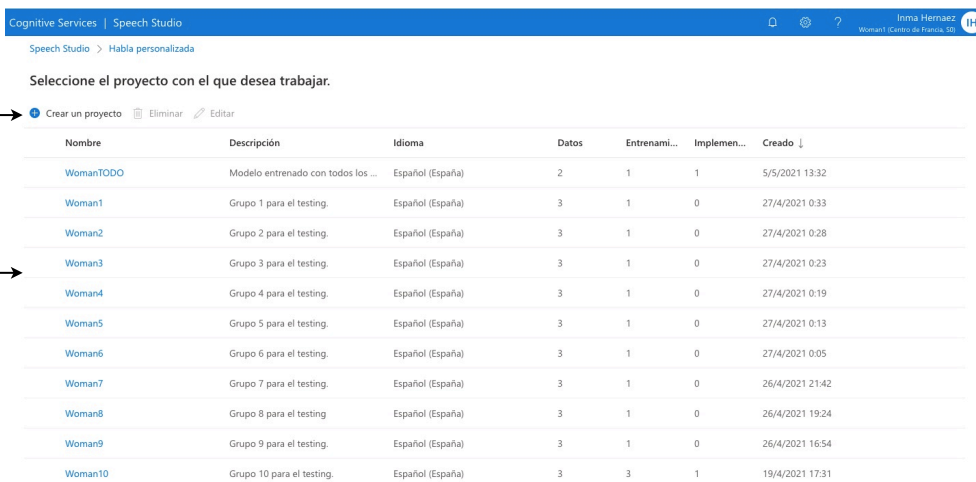 Cognitive Services | Speech Studio ? Inma Hernaez IH
Woman1 (Centro de Francia, S0)
Speech Studio > Habla personalizada
Seleccione el proyecto con el que desea trabajar.
Crear un proyecto Eliminar Editar
Nombre Descripción Idioma Datos Entrenami... Implemen... Creado ↓
WomanTODO Modelo entrenado con todos los ... Español (España) 2 1 1 5/5/2021 13:32
Woman1 Grupo 1 para el testing. Español (España) 3 1 0 27/4/2021 0:33
Woman2 Grupo 2 para el testing. Español (España) 3 1 0 27/4/2021 0:28
Woman3 Grupo 3 para el testing. Español (España) 3 1 0 27/4/2021 0:23
Woman4 Grupo 4 para el testing. Español (España) 3 1 0 27/4/2021 0:19
Woman5 Grupo 5 para el testing. Español (España) 3 1 0 27/4/2021 0:13
Woman6 Grupo 6 para el testing. Español (España) 3 1 0 27/4/2021 0:05
Woman7 Grupo 7 para el testing. Español (España) 3 1 0 26/4/2021 21:42
Woman8 Grupo 8 para el testing Español (España) 3 1 0 26/4/2021 19:24
Woman9 Grupo 9 para el testing. Español (España) 3 1 0 26/4/2021 16:54
Woman10 Grupo 10 para el testing. Español (España) 3 3 1 19/4/2021 17:31